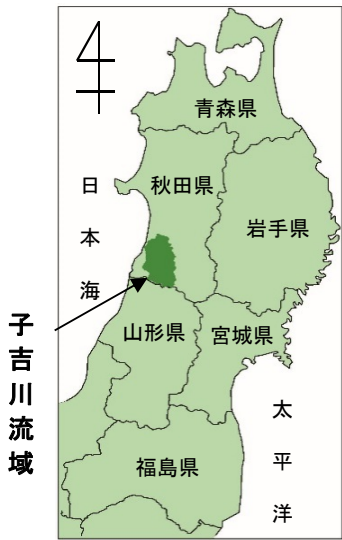 青森県
秋田県
岩手県
日本海
山形県
宮城県
子吉川流域
太平洋
福島県